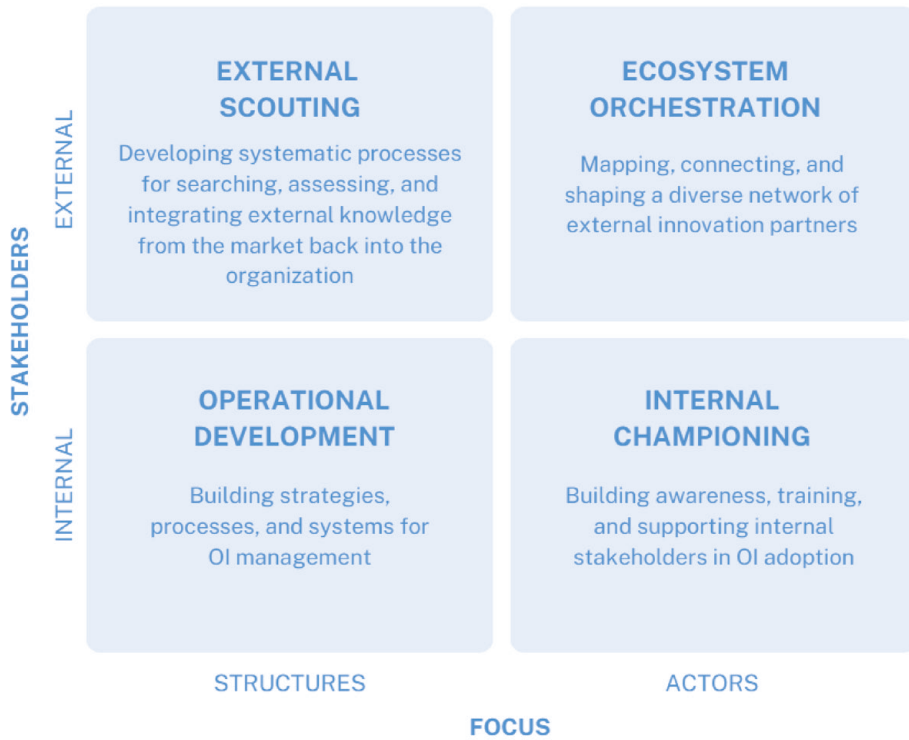 STAKEHOLDERS
EXTERNAL
EXTERNAL
SCOUTING
Developing systematic processes
for searching, assessing, and
integrating external knowledge
from the market back into the
organization
ECOSYSTEM
ORCHESTRATION
Mapping, connecting, and
shaping a diverse network of
external innovation partners
INTERNAL
OPERATIONAL
DEVELOPMENT
Building strategies,
processes, and systems for
OI management
INTERNAL
CHAMPIONING
Building awareness, training,
and supporting internal
stakeholders in OI adoption
STRUCTURES
ACTORS
FOCUS